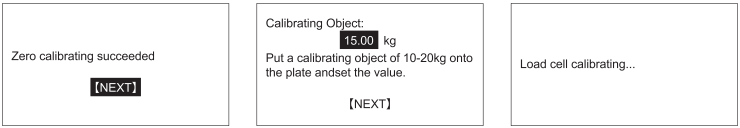 Zero calibrating succeeded
【NEXT】
Calibrating Object:
15.00 kg
Put a calibrating object of 10-20kg onto
the plate andset the value.
【NEXT】
Load cell calibrating...